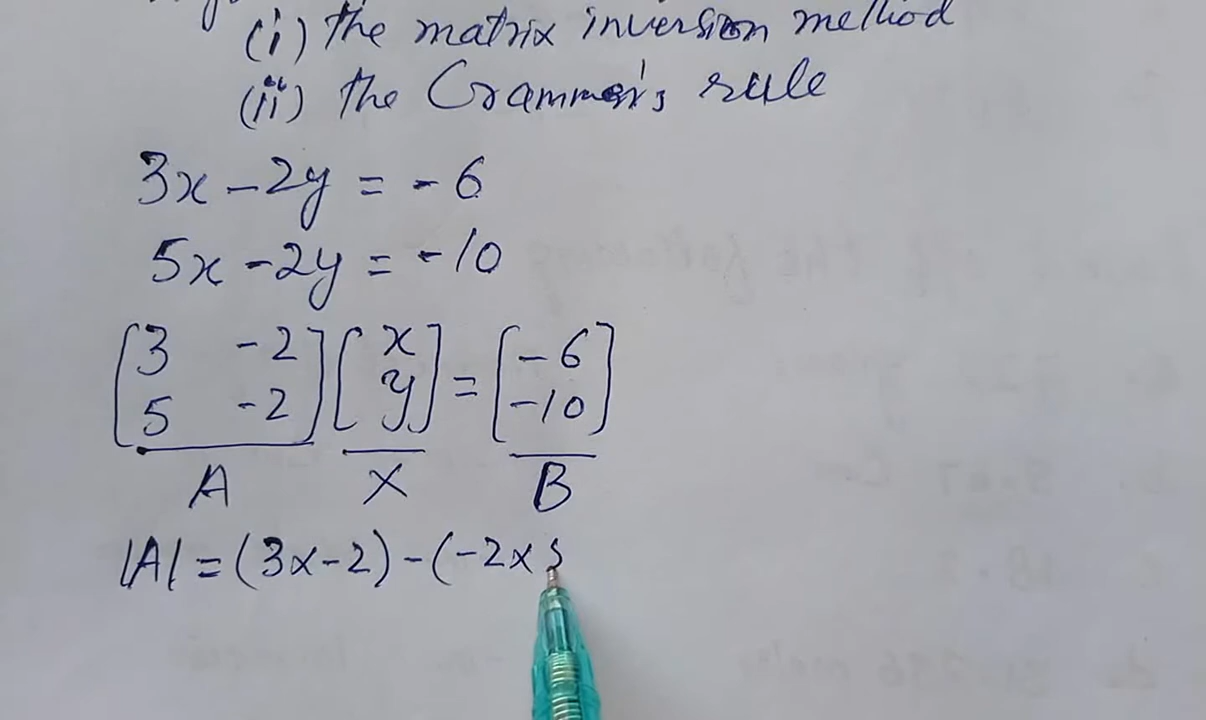 (i) the matrix inversion method
(ii) the Crammer's rule
3x - 2y = - 6
5x - 2y = - 10
[3 -2] [x] = [-6]
[5 -2] [y] [-10]
A X B
|A| = (3x-2) - (-2x5